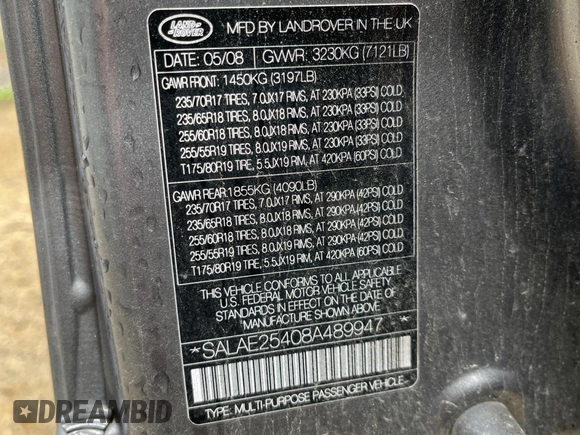 LAND-
-ROVER
MFD BY LANDROVER IN THE UK
DATE: 05/08 GVWR: 3230KG (7121LB)
GAWR FRONT: 1450KG (3197LB)
235/70R17 TIRES, 7.0JX17 RIMS, AT 230KPA (33PSI) COLD
235/65R18 TIRES, 8.0JX18 RIMS, AT 230KPA (33PSI) COLD
255/60R18 TIRES, 8.0JX18 RIMS, AT 230KPA (33PSI) COLD
255/55R19 TIRES, 8.0JX19 RIMS, AT 230KPA (33PSI) COLD
T175/80R19 TIRE, 5.5JX19 RIM, AT 420KPA (60PSI) COLD
GAWR REAR: 1855KG (4090LB)
235/70R17 TIRES, 7.0JX17 RIMS, AT 290KPA (42PSI) COLD
235/65R18 TIRES, 8.0JX18 RIMS, AT 290KPA (42PSI) COLD
255/60R18 TIRES, 8.0JX18 RIMS, AT 290KPA (42PSI) COLD
255/55R19 TIRES, 8.0JX19 RIMS, AT 290KPA (42PSI) COLD
T175/80R19 TIRE, 5.5JX19 RIM, AT 420KPA (60PSI) COLD
THIS VEHICLE CONFORMS TO ALL APPLICABLE
U.S. FEDERAL MOTOR VEHICLE SAFETY
STANDARDS IN EFFECT ON THE DATE OF
MANUFACTURE SHOWN ABOVE.
*SALAE25408A489947*
TYPE: MULTI-PURPOSE PASSENGER VEHICLE
DREAMBID